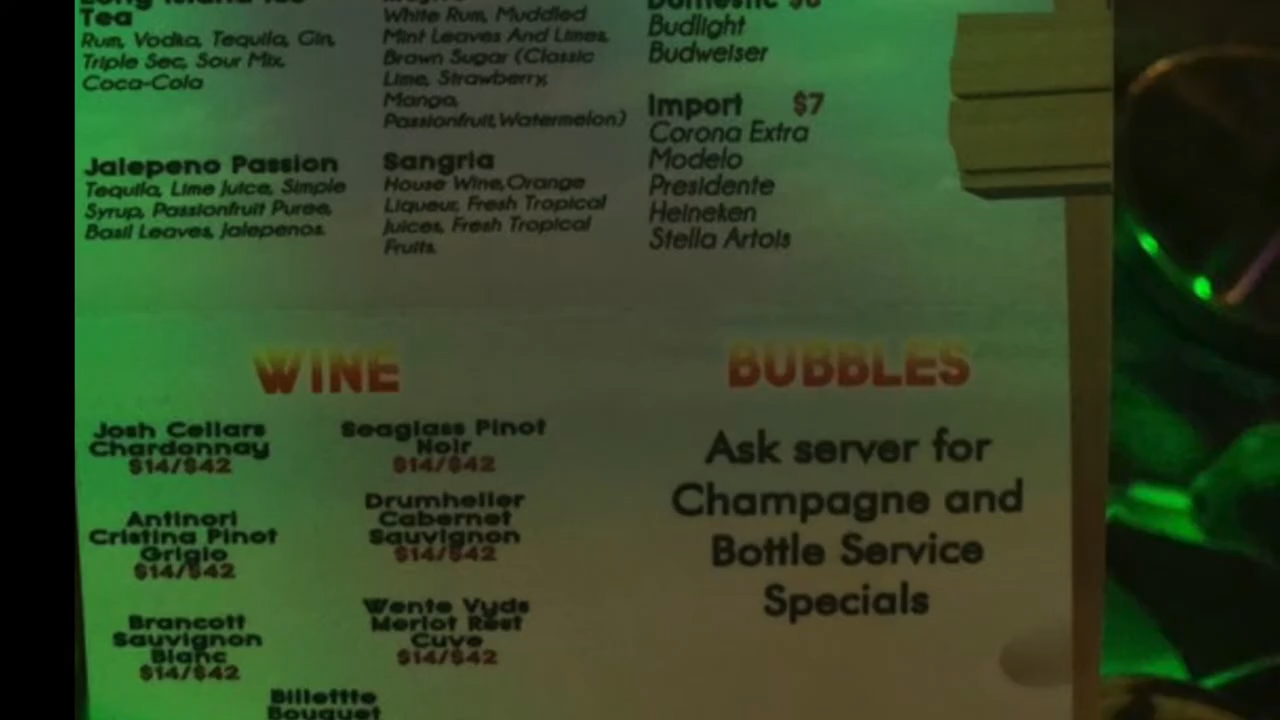 Long Island Ice
Tea
Rum, Vodka, Tequila, Gin,
Triple Sec, Sour Mix,
Coca-Cola
Jalepeno Passion
Tequila, Lime Juice, Simple
Syrup, Passionfruit Puree,
Basil Leaves, Jalepenos.
White Rum, Muddled
Mint Leaves And Limes,
Brown Sugar (Classic
Lime, Strawberry,
Mango,
Passionfruit,Watermelon)
Sangria
House Wine,Orange
Liqueur, Fresh Tropical
Juices, Fresh Tropical
Fruits.
Domestic $6
Budlight
Budweiser
Import $7
Corona Extra
Modelo
Presidente
Heineken
Stella Artois
WINE
Josh Cellars
Chardonnay
$14/$42
Antinori
Cristina Pinot
Grigio
$14/$42
Brancott
Sauvignon
Blanc
$14/$42
Seaglass Pinot
Noir
$14/$42
Drumheller
Cabernet
Sauvignon
$14/$42
Wente Vyds
Merlot Rest
Cuve
$14/$42
Billettte
Bouquet
BUBBLES
Ask server for
Champagne and
Bottle Service
Specials